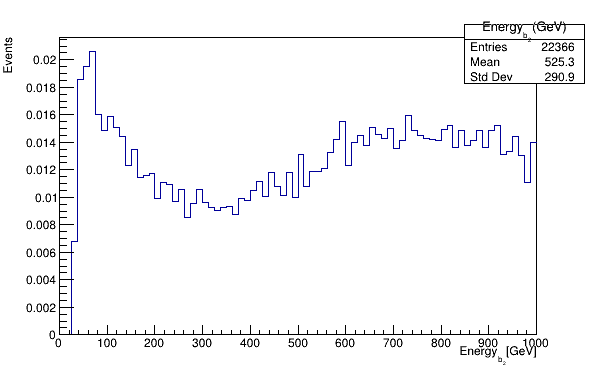 Energy_b_2 (GeV)
Entries 22366
Mean 525.3
Std Dev 290.9
Events
0.02
0.018
0.016
0.014
0.012
0.01
0.008
0.006
0.004
0.002
0
0 100 200 300 400 500 600 700 800 900 1000
Energy_b_2 [GeV]